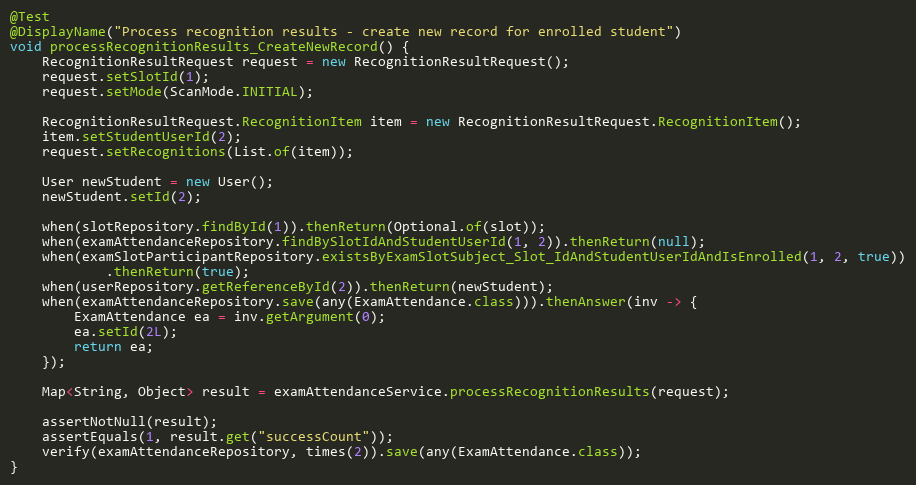 @Test
@DisplayName("Process recognition results - create new record for enrolled student")
void processRecognitionResults_CreateNewRecord() {
    RecognitionResultRequest request = new RecognitionResultRequest();
    request.setSlotId(1);
    request.setMode(ScanMode.INITIAL);

    RecognitionResultRequest.RecognitionItem item = new RecognitionResultRequest.RecognitionItem();
    item.setStudentUserId(2);
    request.setRecognitions(List.of(item));

    User newStudent = new User();
    newStudent.setId(2);

    when(slotRepository.findById(1)).thenReturn(Optional.of(slot));
    when(examAttendanceRepository.findBySlotIdAndStudentUserId(1, 2)).thenReturn(null);
    when(examSlotParticipantRepository.existsByExamSlotSubject_Slot_IdAndStudentUserIdAndIsEnrolled(1, 2, true))
            .thenReturn(true);
    when(userRepository.getReferenceById(2)).thenReturn(newStudent);
    when(examAttendanceRepository.save(any(ExamAttendance.class))).thenAnswer(inv -> {
        ExamAttendance ea = inv.getArgument(0);
        ea.setId(2L);
        return ea;
    });

    Map<String, Object> result = examAttendanceService.processRecognitionResults(request);

    assertNotNull(result);
    assertEquals(1, result.get("successCount"));
    verify(examAttendanceRepository, times(2)).save(any(ExamAttendance.class));
}